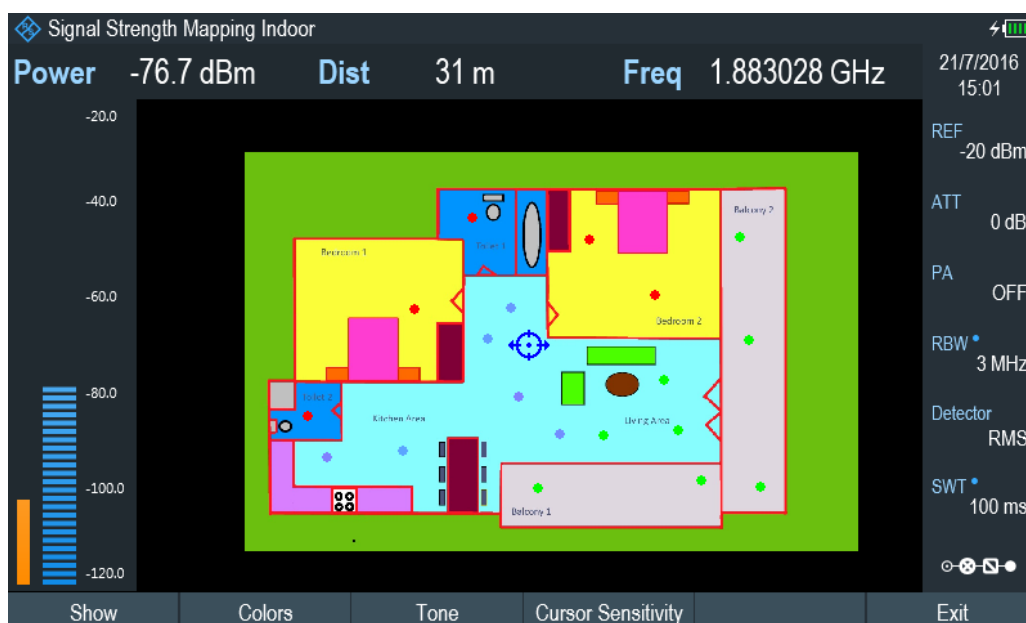 Signal Strength Mapping Indoor
Power -76.7 dBm Dist 31 m Freq 1.883028 GHz
21/7/2016
15:01
-20.0
-40.0
-60.0
-80.0
-100.0
-120.0
Balcony 2
Toilet 1
Bedroom 1
Bedroom 2
Toilet 2
Kitchen Area
Living Area
Balcony 1
REF
-20 dBm
ATT
0 dB
PA
OFF
RBW
3 MHz
Detector
RMS
SWT
100 ms
Show Colors Tone Cursor Sensitivity Exit